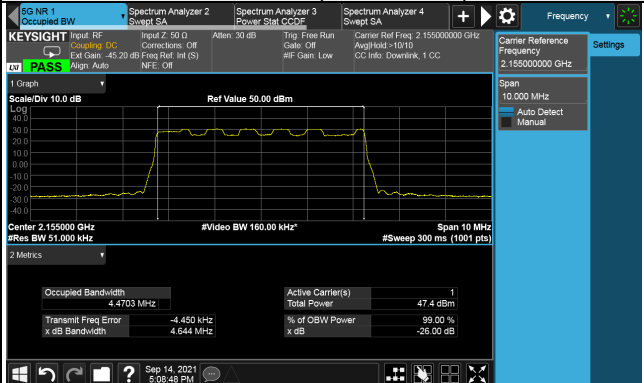 5G NR 1
Occupied BW
Spectrum Analyzer 2
Swept SA
Spectrum Analyzer 3
Power Stat CCDF
Spectrum Analyzer 4
Swept SA
Frequency
KEYSIGHT
Input: RF
Coupling: DC
Ext Gain: -45.20 dB
Align: Auto
Input Z: 50 Ω
Corrections: Off
Freq Ref: Int (S)
NFE: Off
Atten: 30 dB
Trig: Free Run
Gate: Off
#IF Gain: Low
Carrier Ref Freq: 2.155000000 GHz
Avg|Hold:>10/10
CC Info: Downlink, 1 CC
LXI PASS
Carrier Reference
Frequency
2.155000000 GHz
Span
10.000 MHz
Auto Detect
Manual
Settings
1 Graph
Scale/Div 10.0 dB
Ref Value 50.00 dBm
Log
40.0
30.0
20.0
10.0
0.00
-10.0
-20.0
-30.0
-40.0
Center 2.155000 GHz
#Video BW 160.00 kHz*
Span 10 MHz
#Res BW 51.000 kHz
#Sweep 300 ms (1001 pts)
2 Metrics
Occupied Bandwidth
4.4703 MHz
Active Carrier(s) 1
Total Power 47.4 dBm
Transmit Freq Error -4.450 kHz
x dB Bandwidth 4.644 MHz
% of OBW Power 99.00 %
x dB -26.00 dB
?
Sep 14, 2021
5:08:48 PM